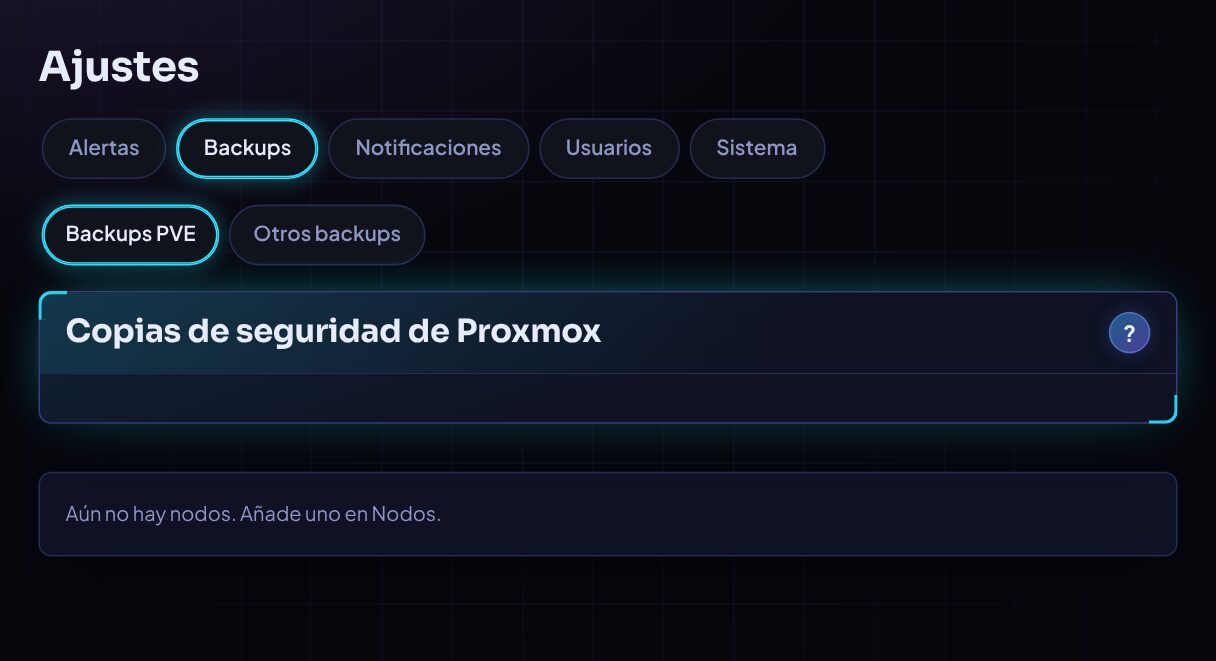 Ajustes
Alertas Backups Notificaciones Usuarios Sistema
Backups PVE Otros backups
Copias de seguridad de Proxmox ?
Aún no hay nodos. Añade uno en Nodos.